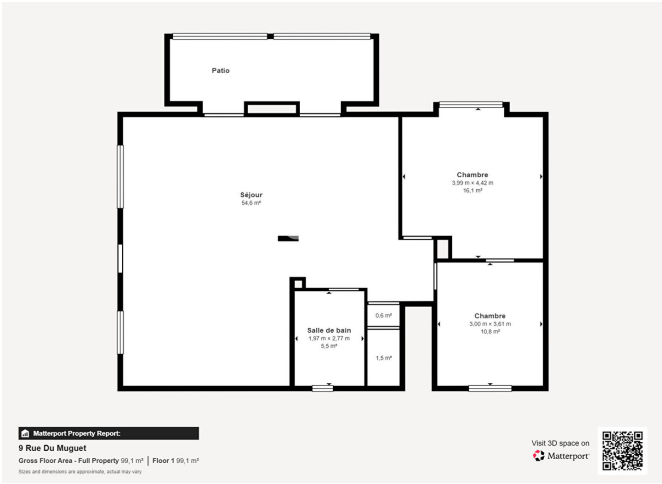 Patio
Séjour
54,6 m²
Chambre
3,99 m × 4,42 m
16,1 m²
Chambre
3,00 m × 3,61 m
10,8 m²
0,6 m²
Salle de bain
1,97 m × 2,77 m
5,5 m²
1,5 m²
Matterport Property Report:
9 Rue Du Muguet
Gross Floor Area - Full Property 99,1 m² | Floor 1 99,1 m²
Sizes and dimensions are approximate, actual may vary
Visit 3D space on
Matterport